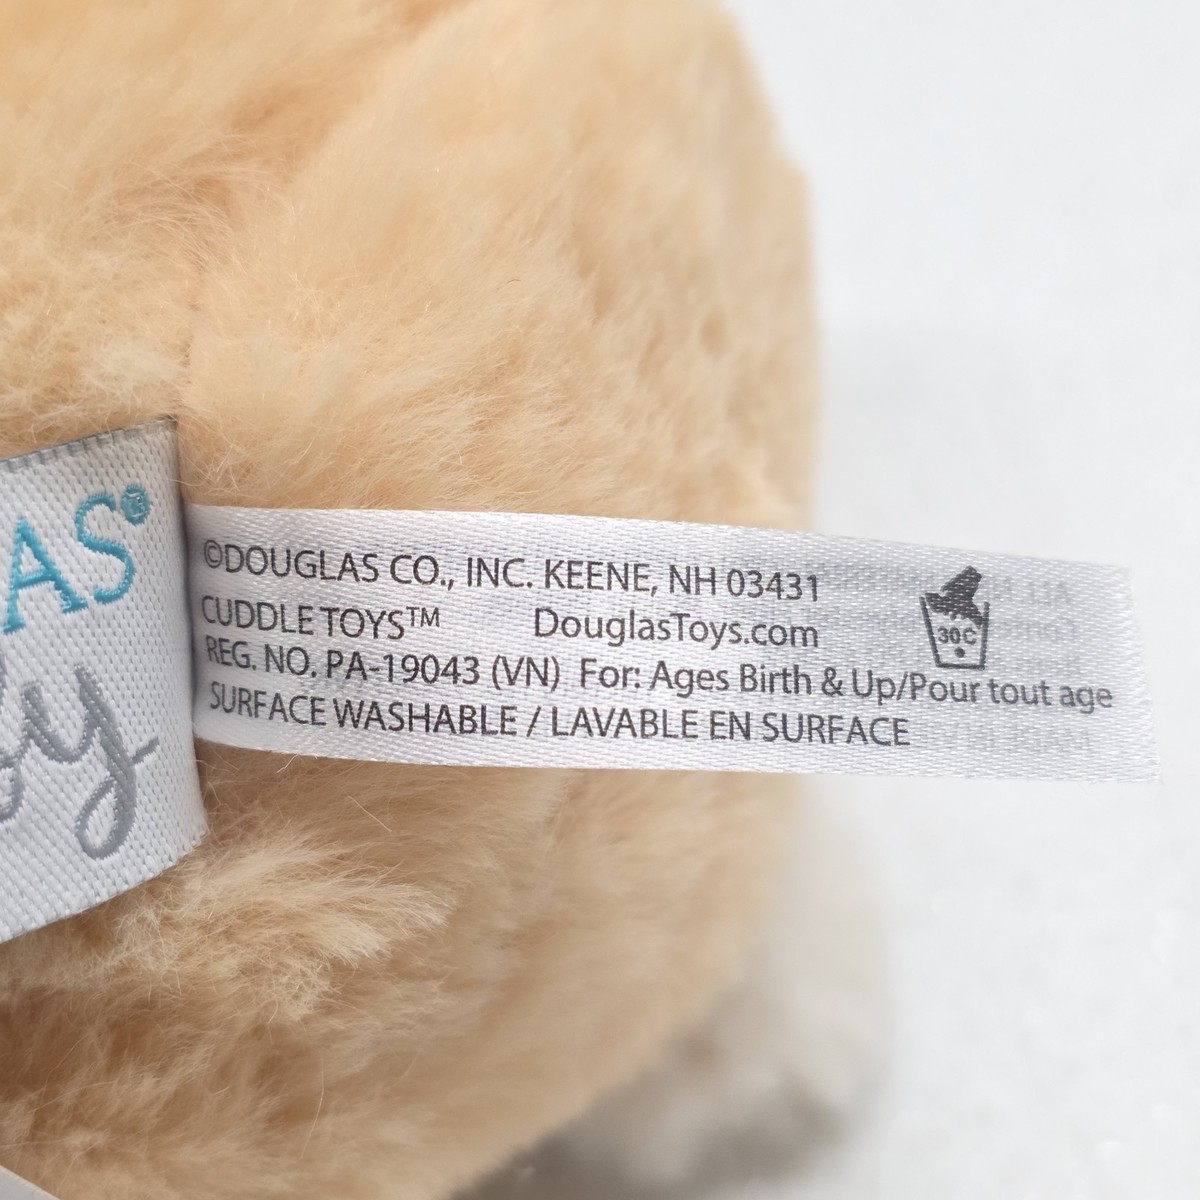 AS®
by
©DOUGLAS CO., INC. KEENE, NH 03431
CUDDLE TOYS™ DouglasToys.com
30C
REG. NO. PA-19043 (VN) For: Ages Birth & Up/Pour tout age
SURFACE WASHABLE / LAVABLE EN SURFACE